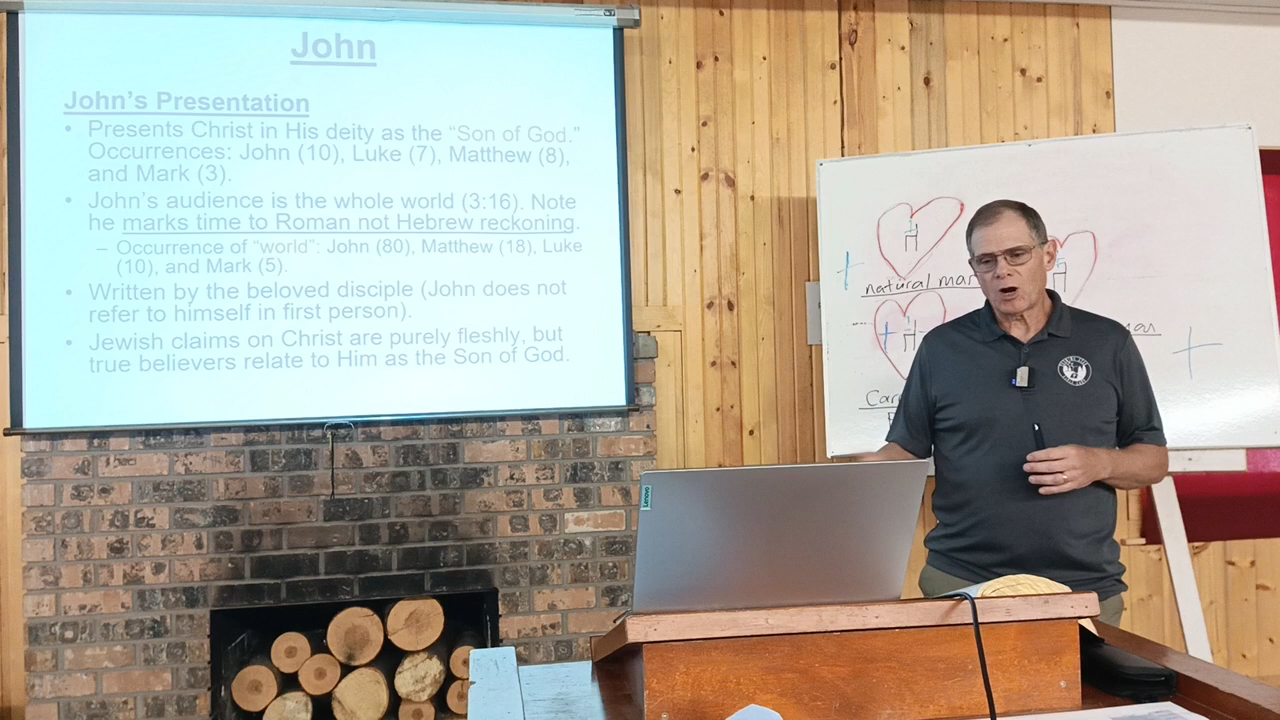 John
John's Presentation
• Presents Christ in His deity as the “Son of God.”
Occurrences: John (10), Luke (7), Matthew (8),
and Mark (3).
• John's audience is the whole world (3:16). Note
he marks time to Roman not Hebrew reckoning.
– Occurrence of “world”: John (80), Matthew (18), Luke
(10), and Mark (5).
• Written by the beloved disciple (John does not
refer to himself in first person).
• Jewish claims on Christ are purely fleshly, but
true believers relate to Him as the Son of God.
H
natural man
H
H
Lenovo